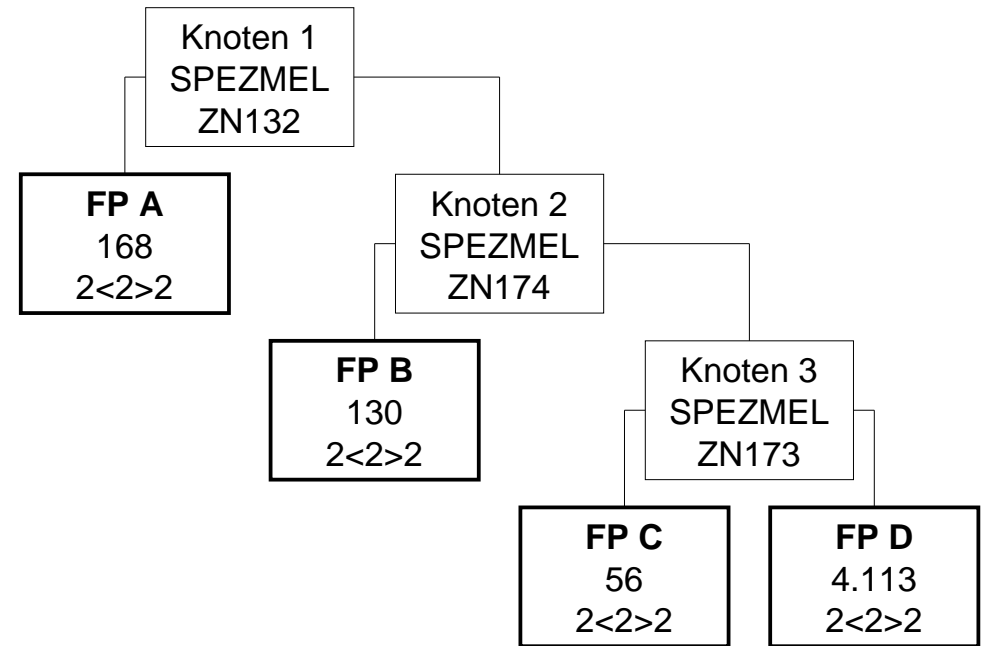 Knoten 1
SPEZMEL
ZN132
FP A
168
2<2>2
Knoten 2
SPEZMEL
ZN174
FP B
130
2<2>2
Knoten 3
SPEZMEL
ZN173
FP C
56
2<2>2
FP D
4.113
2<2>2